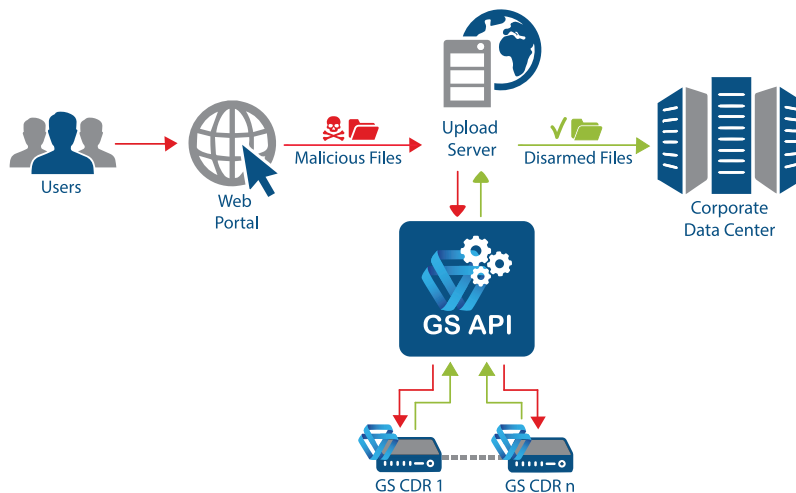 Users
Web
Portal
Malicious Files
Upload
Server
Disarmed Files
Corporate
Data Center
GS API
GS CDR 1
GS CDR n